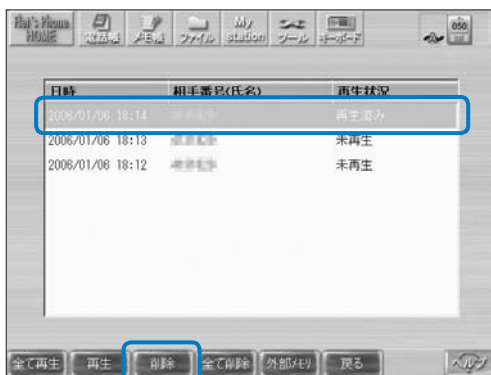 Flat's Phone HOME 電話帳 メモ帳 ファイル My station ツール キーボード 050
日時 相手番号(氏名) 再生状況
2006/01/06 18:14 再生済み
2006/01/06 18:13 未再生
2006/01/06 18:12 未再生
全て再生 再生 削除 全て削除 外部メモリ 戻る ヘルプ